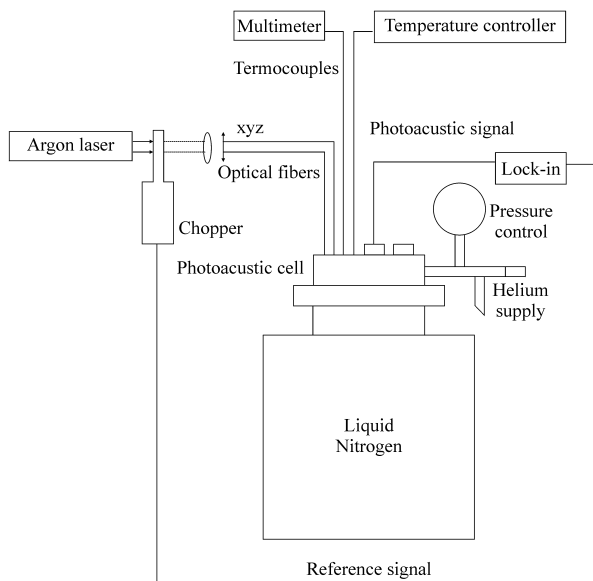 Multimeter
Temperature controller
Termocouples
xyz
Photoacustic signal
Argon laser
Lock-in
Optical fibers
Pressure
control
Chopper
Photoacustic cell
Helium
supply
Liquid
Nitrogen
Reference signal